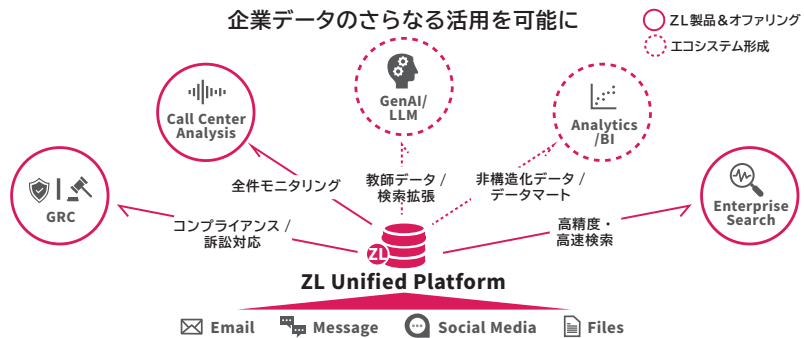 企業データのさらなる活用を可能に
ZL製品＆オファリング
エコシステム形成
Call Center
Analysis
GenAI/
LLM
Analytics
/BI
GRC
Enterprise
Search
全件モニタリング
教師データ /
検索拡張
非構造化データ /
データマート
コンプライアンス /
訴訟対応
高精度・
高速検索
ZL
ZL Unified Platform
Email
Message
Social Media
Files